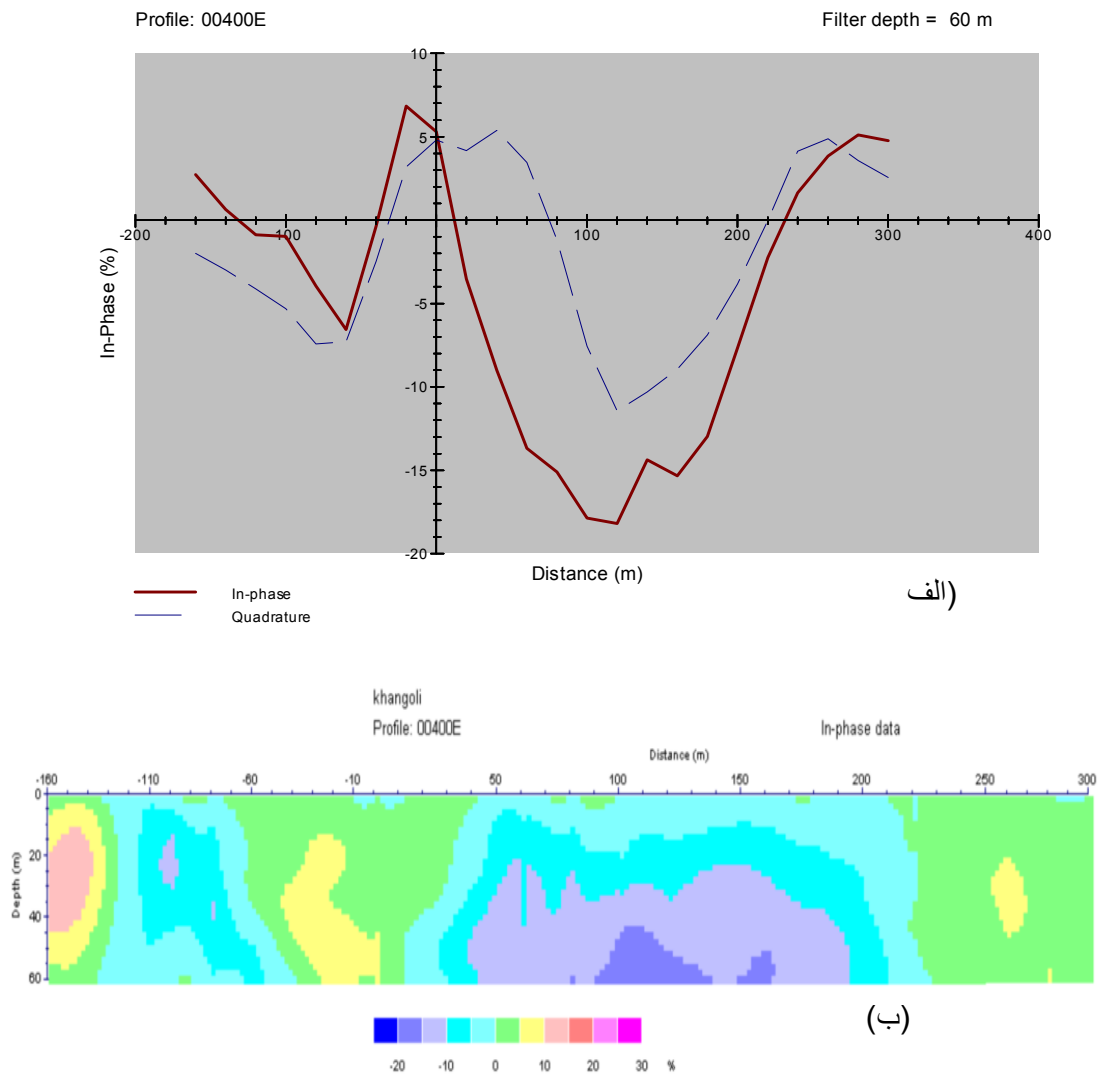 Profile: 00400E Filter depth = 60 m
10
5
-200 -100 100 200 300 400
-5
-10
-15
-20
In-Phase (%)
Distance (m)
In-phase
Quadrature
الف)
khangoli
Profile: 00400E In-phase data
Distance (m)
-160 -110 -60 -10 50 100 150 200 250 300
0
20
40
60
Depth (m)
(ب)
-20 -10 0 10 20 30 %